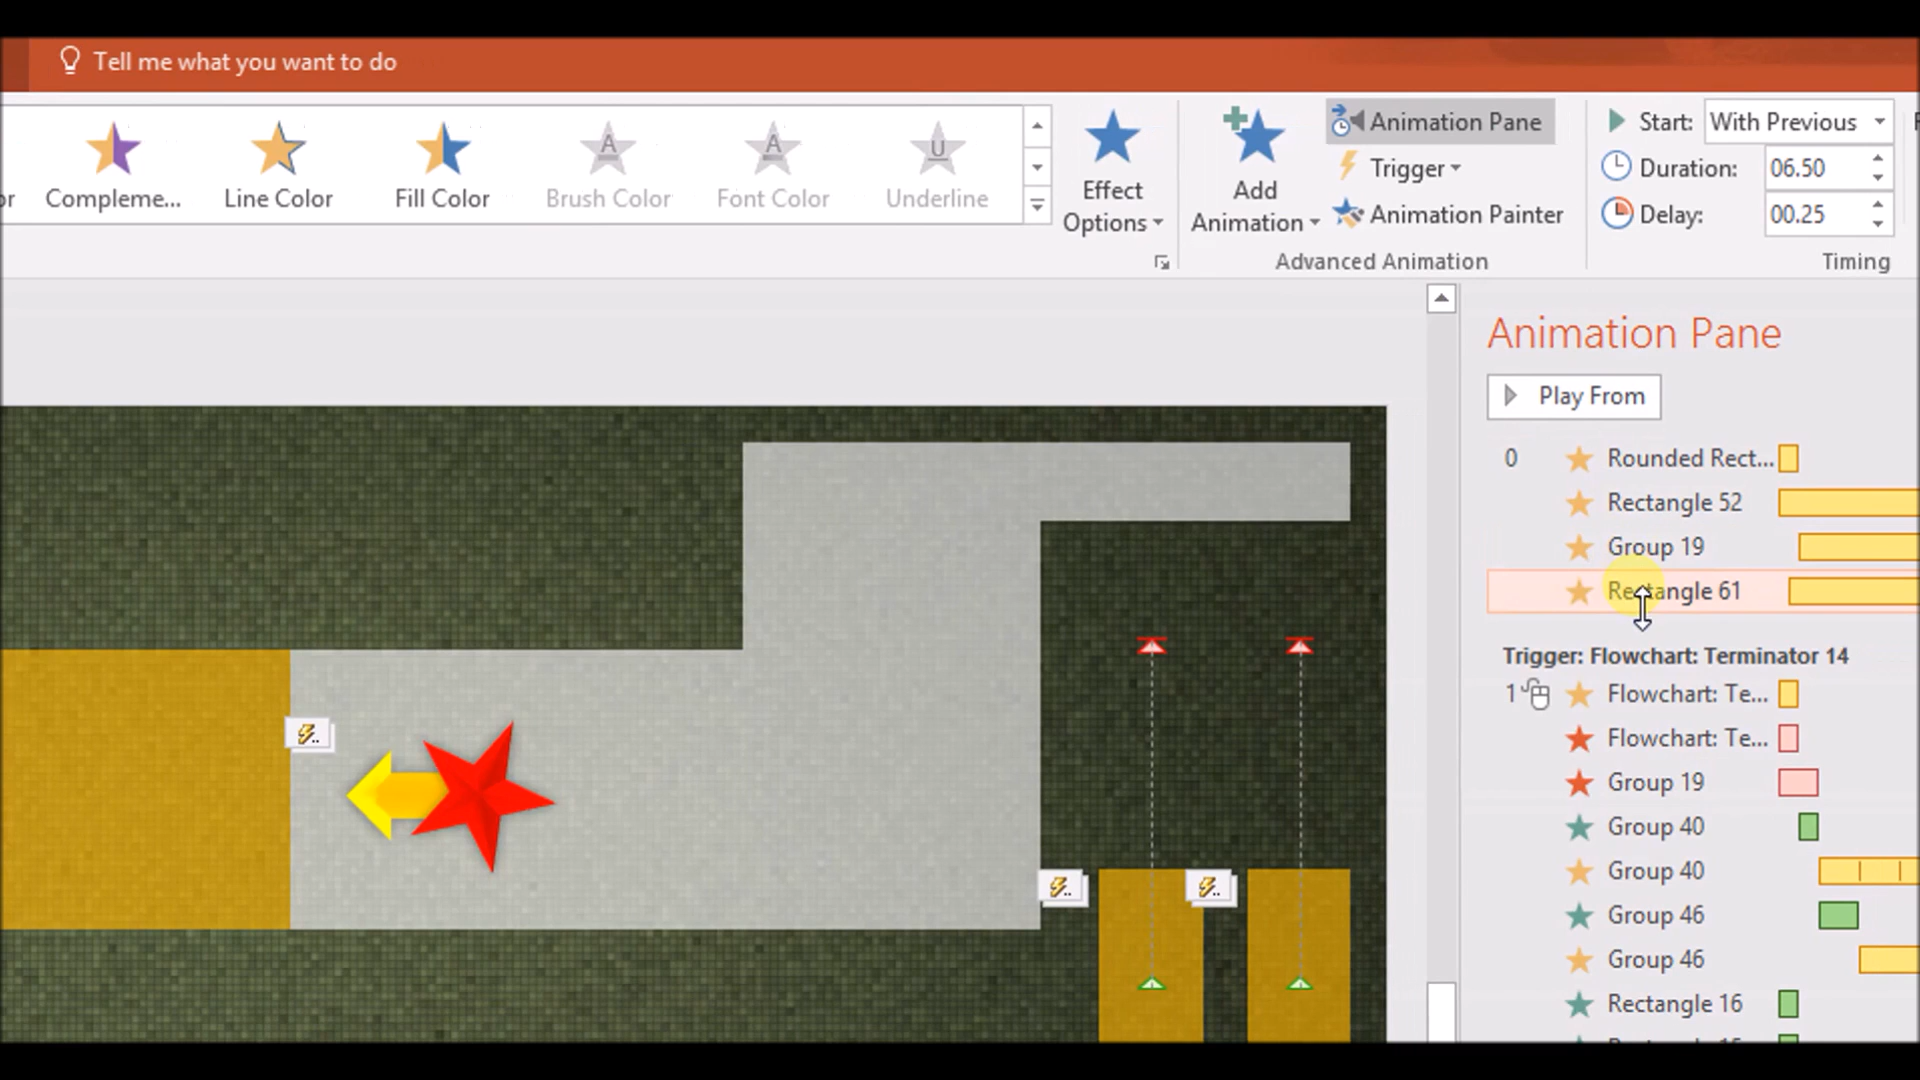 Tell me what you want to do
Compleme...
Line Color
Fill Color
Brush Color
Font Color
Underline
Effect
Options
Add
Animation
Animation Pane
Trigger
Animation Painter
Advanced Animation
Start: With Previous
Duration: 06.50
Delay: 00.25
Timing
Animation Pane
Play From
0 Rounded Rect...
Rectangle 52
Group 19
Rectangle 61
Trigger: Flowchart: Terminator 14
1 Flowchart: Te...
Flowchart: Te...
Group 19
Group 40
Group 40
Group 46
Group 46
Rectangle 16